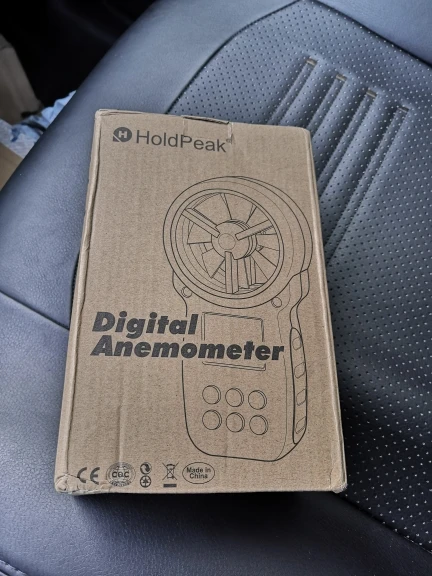 HoldPeak
Digital
Anemometer
CE CGC Made in
China